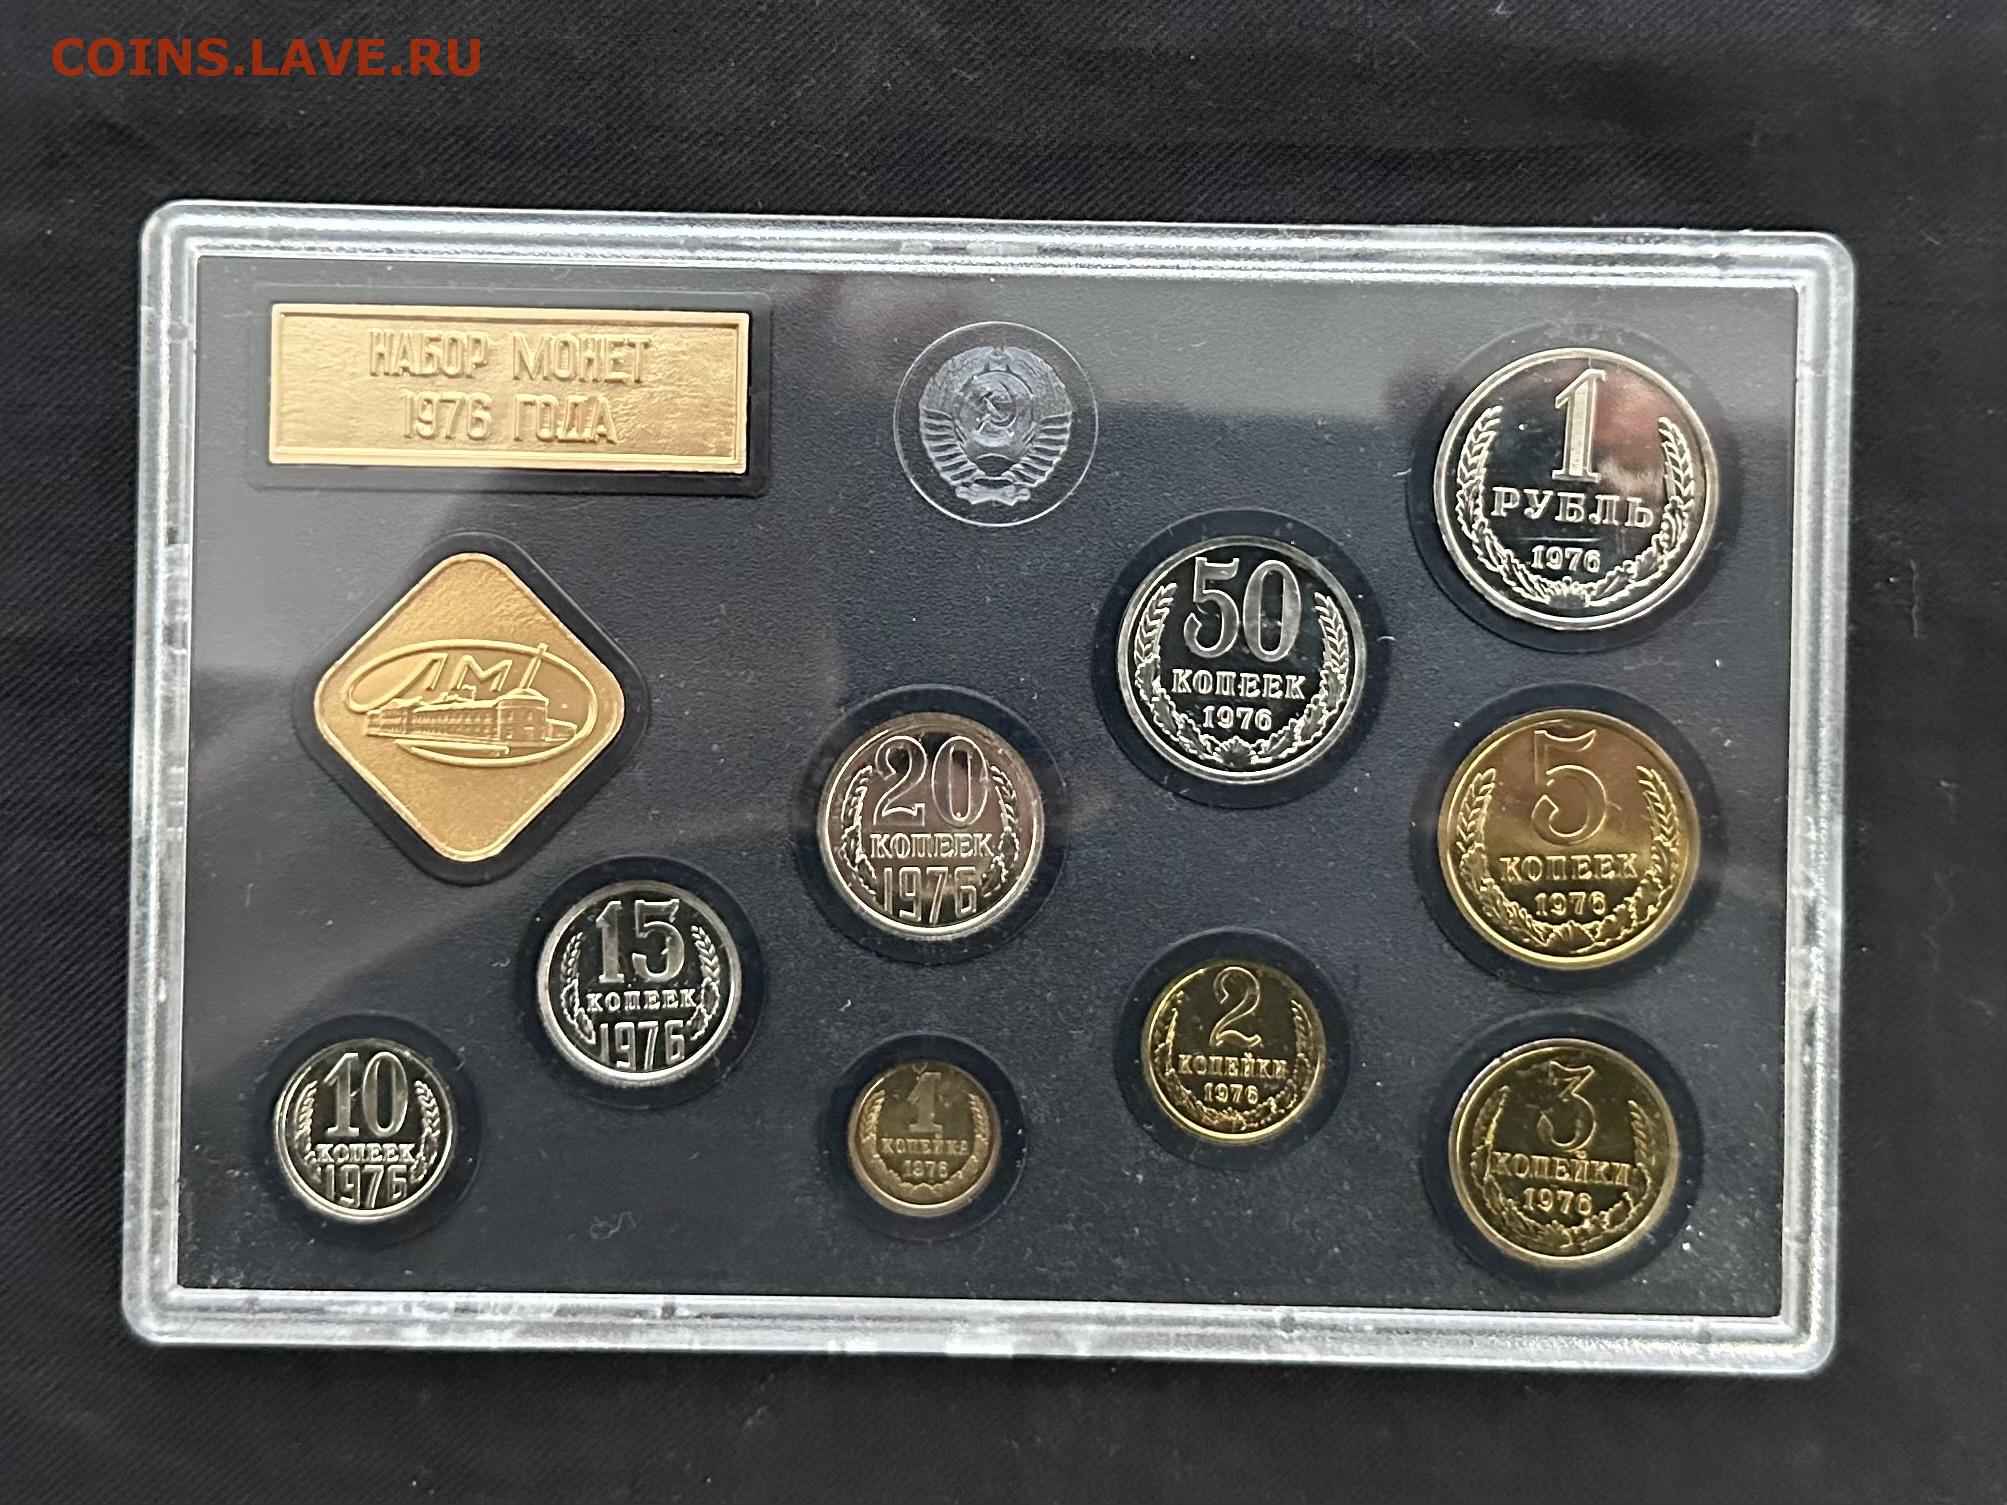 COINS.LAVE.RU
НАБОР МОНЕТ
1976 ГОДА
1
РУБЛЬ
1976
50
КОПЕЕК
1976
ЛМД
20
КОПЕЕК
1976
5
КОПЕЕК
1976
15
КОПЕЕК
1976
2
КОПЕЙКИ
1976
10
КОПЕЕК
1976
1
КОПЕЙКА
1976
3
КОПЕЙКИ
1976